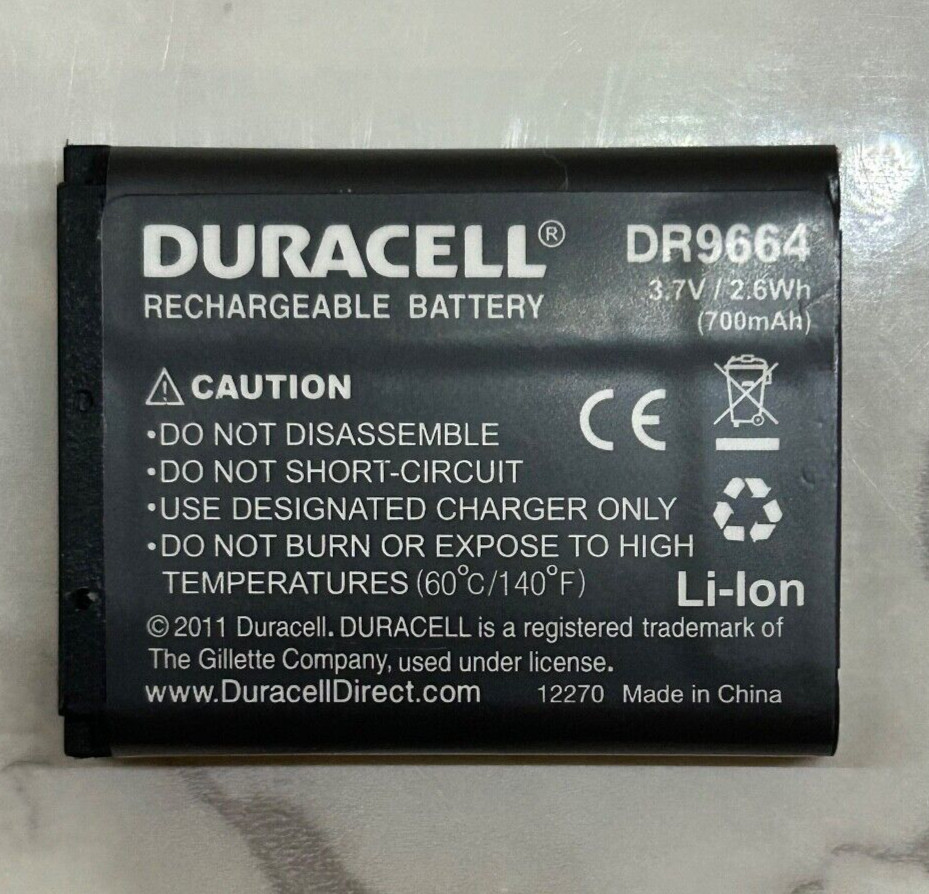 DURACELL® DR9664
RECHARGEABLE BATTERY 3.7V / 2.6Wh
(700mAh)
⚠ CAUTION
CE
•DO NOT DISASSEMBLE
•DO NOT SHORT-CIRCUIT
•USE DESIGNATED CHARGER ONLY
•DO NOT BURN OR EXPOSE TO HIGH
TEMPERATURES (60°C/140°F)
Li-Ion
© 2011 Duracell. DURACELL is a registered trademark of
The Gillette Company, used under license.
www.DuracellDirect.com 12270 Made in China